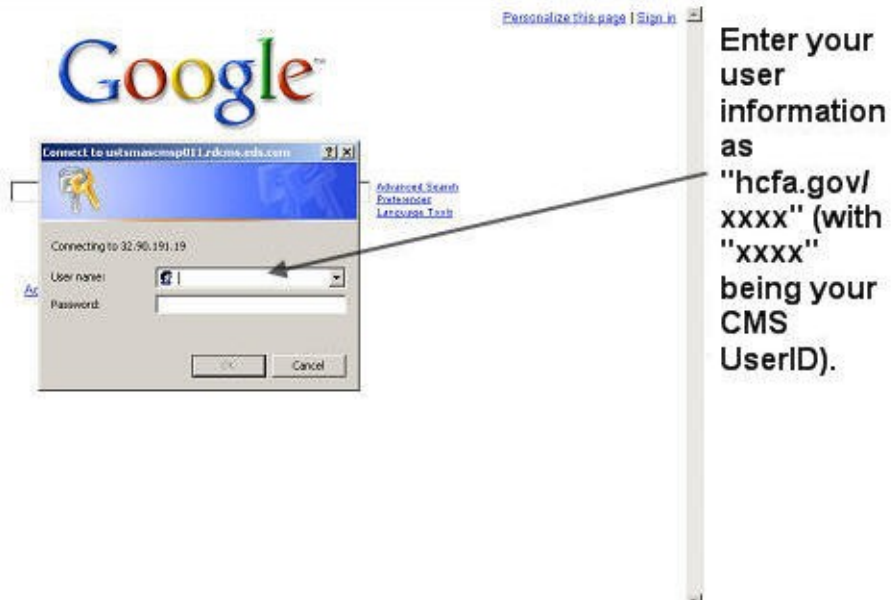 Personalize this page | Sign in
Google™
Connect to ustsmascmsp011.rdcms.eds.com
Advanced Search
Preferences
Language Tools
Connecting to 32.90.191.19
User name:
Password:
OK
Cancel
Enter your
user
information
as
"hcfa.gov/
xxxx" (with
"xxxx"
being your
CMS
UserID).